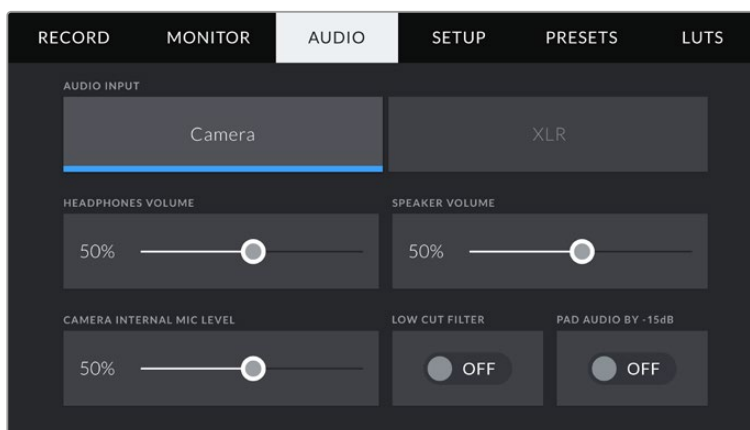 RECORD MONITOR AUDIO SETUP PRESETS LUTS
AUDIO INPUT
Camera XLR
HEADPHONES VOLUME SPEAKER VOLUME
50% 50%
CAMERA INTERNAL MIC LEVEL LOW CUT FILTER PAD AUDIO BY -15dB
50% OFF OFF